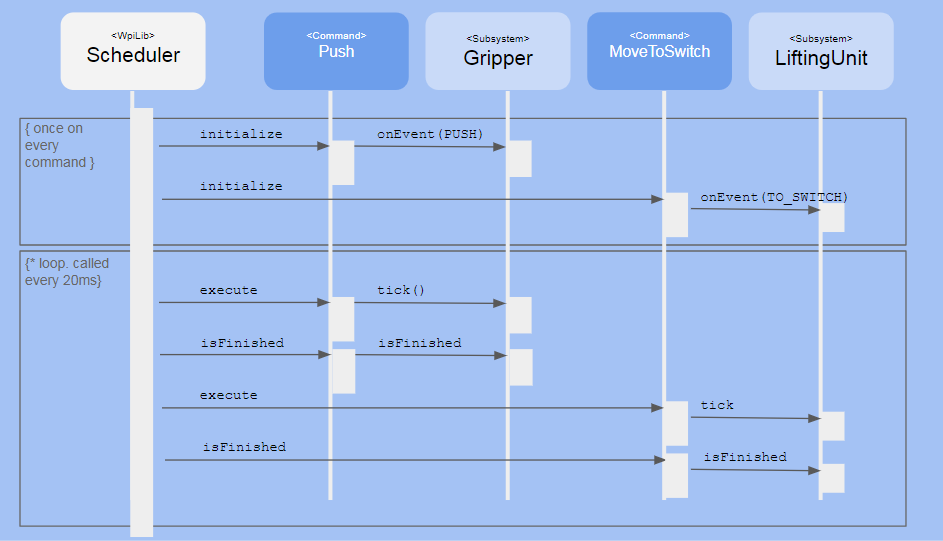 <WpiLib>
Scheduler
<Command>
Push
<Subsystem>
Gripper
<Command>
MoveToSwitch
<Subsystem>
LiftingUnit
{ once on
every
command }
initialize
onEvent(PUSH)
initialize
onEvent(TO_SWITCH)
{* loop. called
every 20ms}
execute
tick()
isFinished
isFinished
execute
tick
isFinished
isFinished